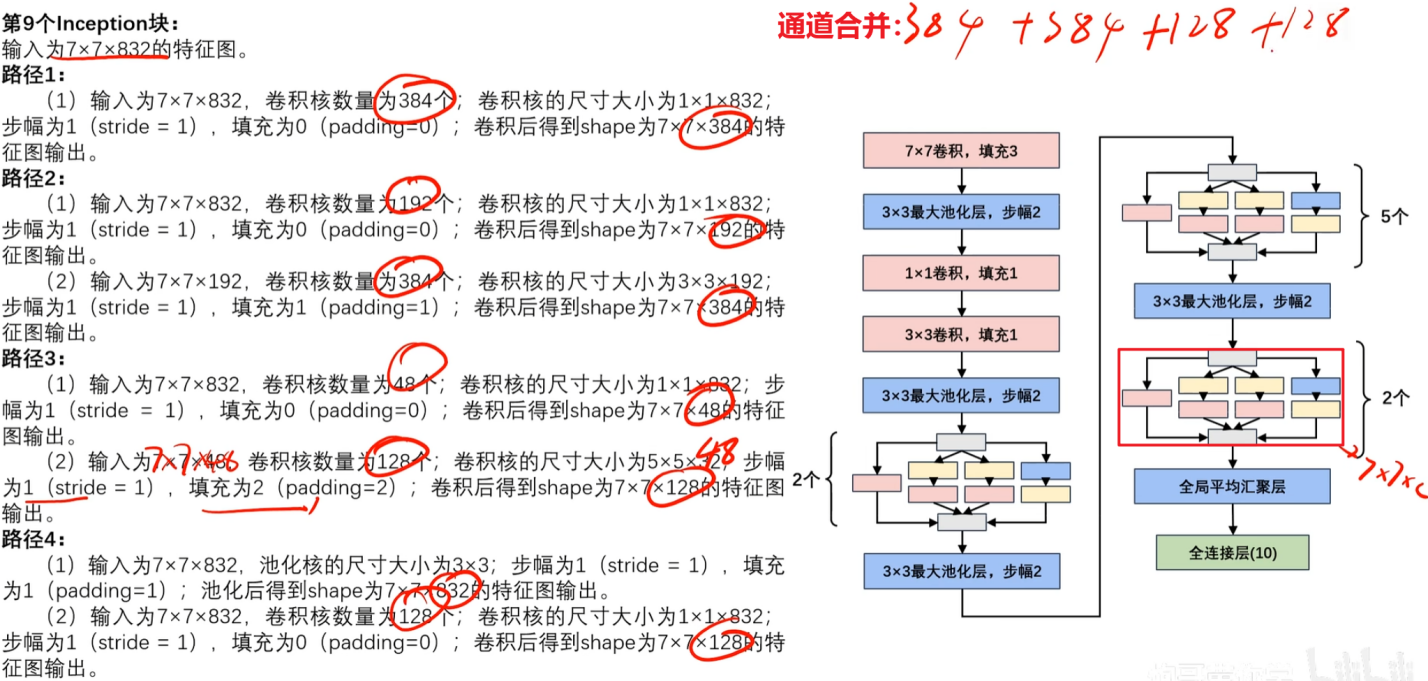 第9个Inception块：
输入为7×7×832的特征图。
路径1：
（1）输入为7×7×832，卷积核数量为384个；卷积核的尺寸大小为1×1×832；
步幅为1（stride = 1），填充为0（padding=0）；卷积后得到shape为7×7×384的特
征图输出。
路径2：
（1）输入为7×7×832，卷积核数量为192个；卷积核的尺寸大小为1×1×832；
步幅为1（stride = 1），填充为0（padding=0）；卷积后得到shape为7×7×192的特
征图输出。
（2）输入为7×7×192，卷积核数量为384个；卷积核的尺寸大小为3×3×192；
步幅为1（stride = 1），填充为1（padding=1）；卷积后得到shape为7×7×384的特
征图输出。
路径3：
（1）输入为7×7×832，卷积核数量为48个；卷积核的尺寸大小为1×1×832；步
幅为1（stride = 1），填充为0（padding=0）；卷积后得到shape为7×7×48的特征
图输出。
7×7×48
48
（2）输入为7×7×48，卷积核数量为128个；卷积核的尺寸大小为5×5×32；步幅
为1（stride = 1），填充为2（padding=2）；卷积后得到shape为7×7×128的特征图
输出。
路径4：
（1）输入为7×7×832，池化核的尺寸大小为3×3；步幅为1（stride = 1），填充
为1（padding=1）；池化后得到shape为7×7×832的特征图输出。
（2）输入为7×7×832，卷积核数量为128个；卷积核的尺寸大小为1×1×832；
步幅为1（stride = 1），填充为0（padding=0）；卷积后得到shape为7×7×128的特
征图输出。
通道合并:384 +384 +128 +128
7×7卷积，填充3
3×3最大池化层，步幅2
1×1卷积，填充1
3×3卷积，填充1
3×3最大池化层，步幅2
2个
3×3最大池化层，步幅2
5个
3×3最大池化层，步幅2
2个
7×7×C
全局平均汇聚层
全连接层(10)